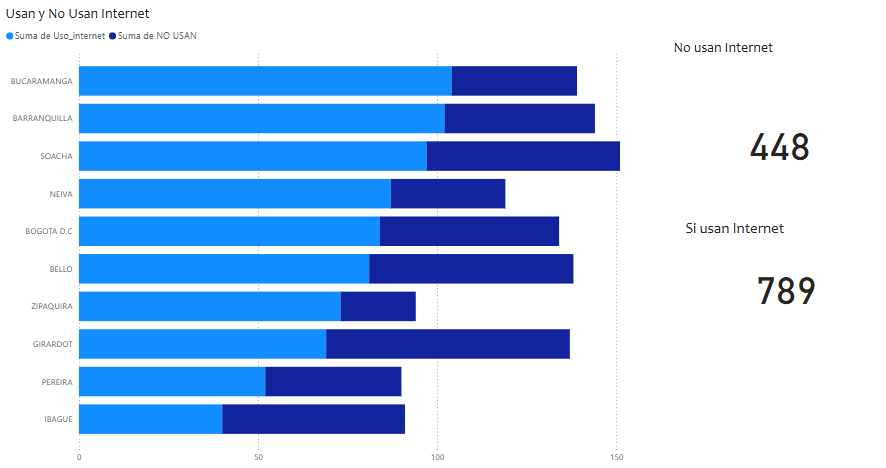 Usan y No Usan Internet
Suma de Uso_internet Suma de NO USAN
BUCARAMANGA
BARRANQUILLA
SOACHA
NEIVA
BOGOTA D.C
BELLO
ZIPAQUIRA
GIRARDOT
PEREIRA
IBAGUE
0 50 100 150
No usan Internet
448
Si usan Internet
789